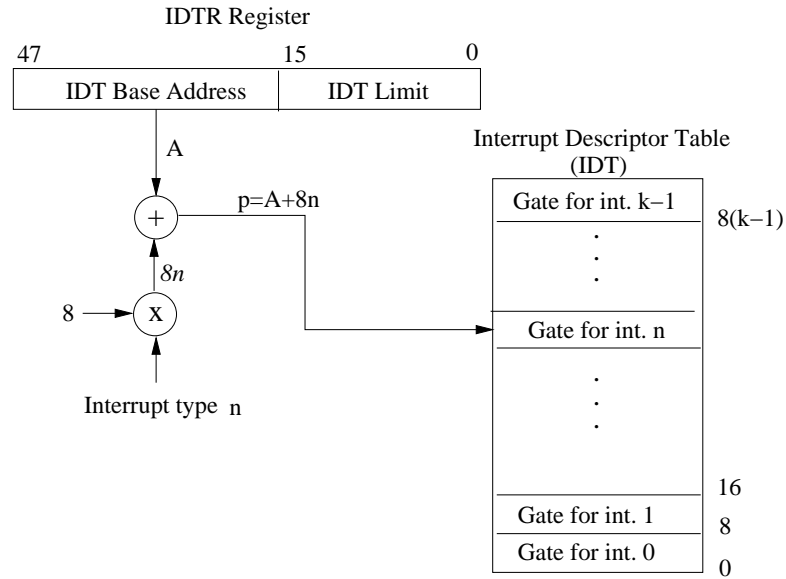 IDTR Register
47 15 0
IDT Base Address IDT Limit
A
p=A+8n
+
8n
8
X
Interrupt type n
Interrupt Descriptor Table
(IDT)
Gate for int. k−1
8(k−1)
.
.
.
Gate for int. n
.
.
.
16
Gate for int. 1
8
Gate for int. 0
0